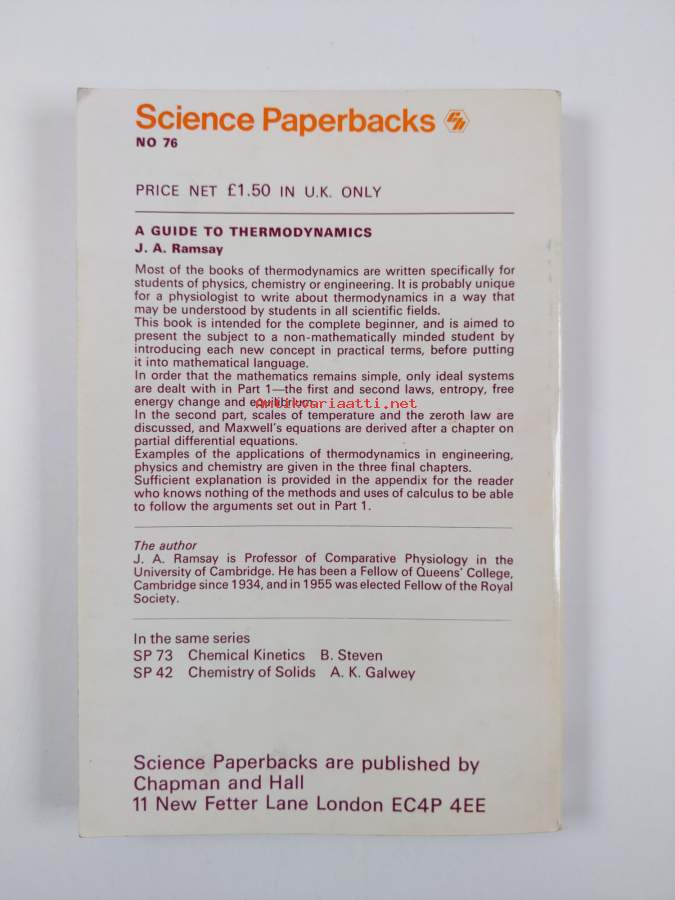 Science Paperbacks
NO 76
PRICE NET £1.50 IN U.K. ONLY
A GUIDE TO THERMODYNAMICS
J. A. Ramsay
Most of the books of thermodynamics are written specifically for
students of physics, chemistry or engineering. It is probably unique
for a physiologist to write about thermodynamics in a way that
may be understood by students in all scientific fields.
This book is intended for the complete beginner, and is aimed to
present the subject to a non-mathematically minded student by
introducing each new concept in practical terms, before putting
it into mathematical language.
In order that the mathematics remains simple, only ideal systems
are dealt with in Part 1—the first and second laws, entropy, free
energy change and equilibrium.
antikvariaatti.net
In the second part, scales of temperature and the zeroth law are
discussed, and Maxwell's equations are derived after a chapter on
partial differential equations.
Examples of the applications of thermodynamics in engineering,
physics and chemistry are given in the three final chapters.
Sufficient explanation is provided in the appendix for the reader
who knows nothing of the methods and uses of calculus to be able
to follow the arguments set out in Part 1.
The author
J. A. Ramsay is Professor of Comparative Physiology in the
University of Cambridge. He has been a Fellow of Queens' College,
Cambridge since 1934, and in 1955 was elected Fellow of the Royal
Society.
In the same series
SP 73 Chemical Kinetics B. Steven
SP 42 Chemistry of Solids A. K. Galwey
Science Paperbacks are published by
Chapman and Hall
11 New Fetter Lane London EC4P 4EE